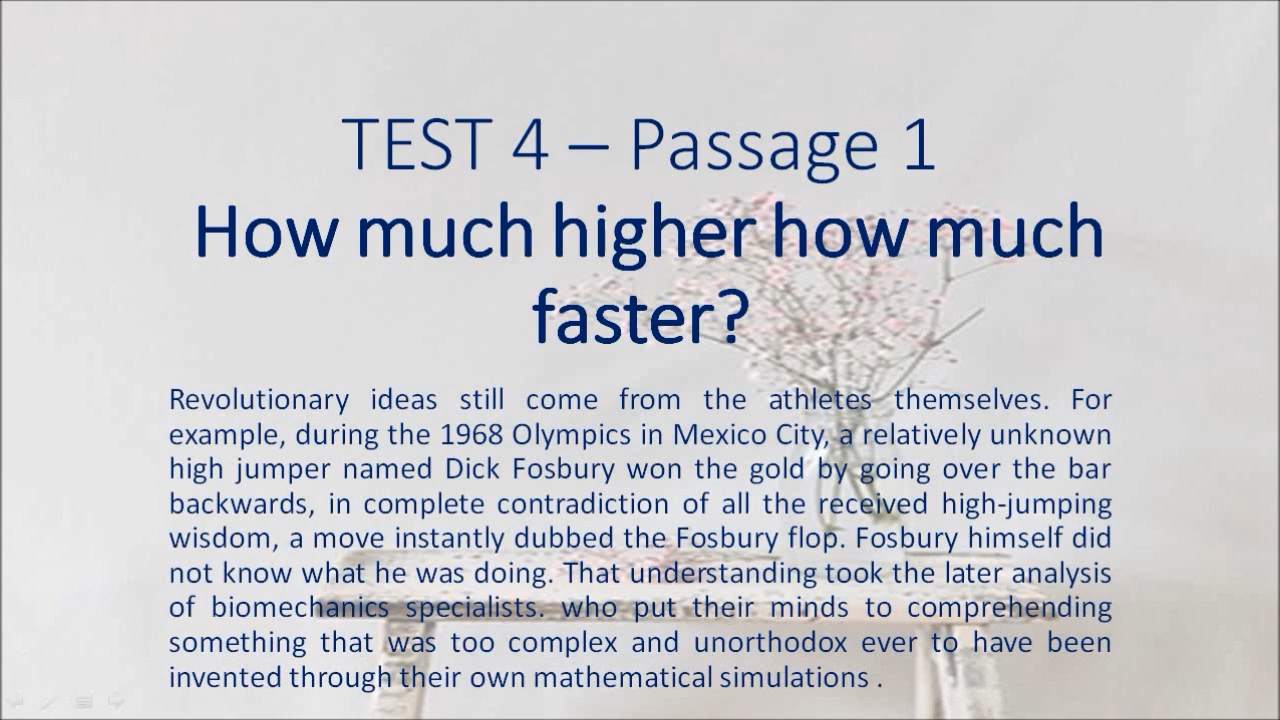 TEST 4 – Passage 1
How much higher how much
faster?
Revolutionary ideas still come from the athletes themselves. For
example, during the 1968 Olympics in Mexico City, a relatively unknown
high jumper named Dick Fosbury won the gold by going over the bar
backwards, in complete contradiction of all the received high-jumping
wisdom, a move instantly dubbed the Fosbury flop. Fosbury himself did
not know what he was doing. That understanding took the later analysis
of biomechanics specialists. who put their minds to comprehending
something that was too complex and unorthodox ever to have been
invented through their own mathematical simulations .